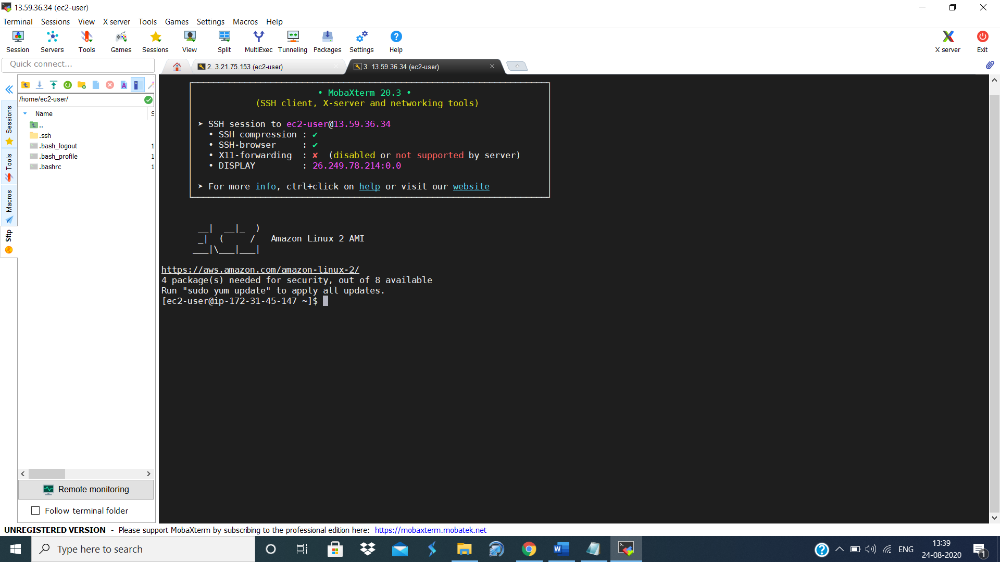 13.59.36.34 (ec2-user)
Terminal Sessions View X server Tools Games Settings Macros Help
Session Servers Tools Games Sessions View Split MultiExec Tunneling Packages Settings Help X server Exit
Quick connect...
2. 3.21.75.153 (ec2-user)
3. 13.59.36.34 (ec2-user)
/home/ec2-user/
Name S
..
.ssh
.bash_logout 1
.bash_profile 1
.bashrc 1
Sessions
Tools
Macros
Sftp
Remote monitoring
Follow terminal folder
• MobaXterm 20.3 •
(SSH client, X-server and networking tools)
➤ SSH session to ec2-user@13.59.36.34
• SSH compression : ✔
• SSH-browser : ✔
• X11-forwarding : ✘ (disabled or not supported by server)
• DISPLAY : 26.249.78.214:0.0
➤ For more info, ctrl+click on help or visit our website
__| __|_ )
_| ( / Amazon Linux 2 AMI
___|\___|___|
https://aws.amazon.com/amazon-linux-2/
4 package(s) needed for security, out of 8 available
Run "sudo yum update" to apply all updates.
[ec2-user@ip-172-31-45-147 ~]$
UNREGISTERED VERSION - Please support MobaXterm by subscribing to the professional edition here: https://mobaxterm.mobatek.net
Type here to search
ENG
13:39
24-08-2020
1